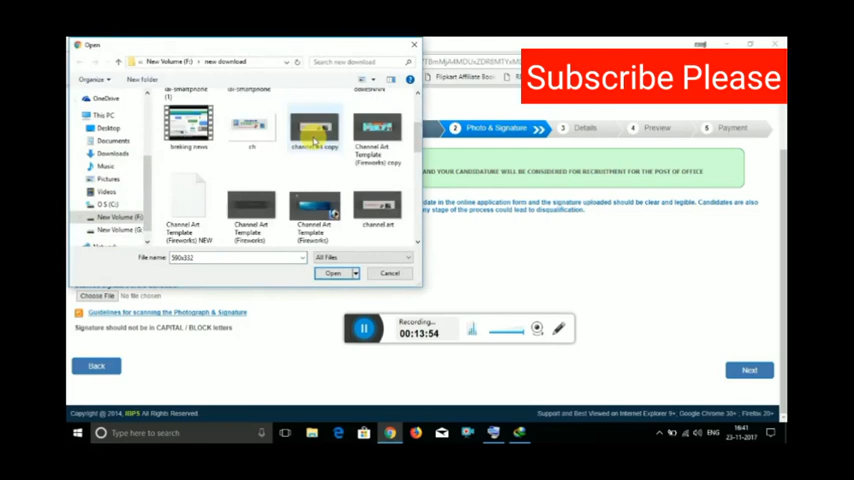 Open
New Volume (F:) › new download
Search new download
Organize
New folder
OneDrive
This PC
Desktop
Documents
Downloads
Music
Pictures
Videos
O S (C:)
New Volume (F:)
New Volume (G:
(1)
breking news
ch
channel art copy
Channel Art
Template
(Fireworks) copy
Channel Art
Template
(Fireworks) NEW
Channel Art
Template
(Fireworks)
Channel Art
Template
(Fireworks)
channel art
File name:
590x332
All Files
Open
Cancel
Subscribe Please
Flipkart Affiliate
2 Photo & Signature
3 Details
4 Preview
5 Payment
AND YOUR CANDIDATURE WILL BE CONSIDERED FOR RECRUITMENT FOR THE POST OF OFFICE
date in the online application form and the signature uploaded should be clear and legible. Candidates are also
ny stage of the process could lead to disqualification.
Choose File No file chosen
Guidelines for scanning the Photograph & Signature
Signature should not be in CAPITAL / BLOCK letters
Recording...
00:13:54
Back
Next
Copyright @ 2014, IBPS All Rights Reserved.
Support and Best Viewed on Internet Explorer 9+; Google Chrome 30+; Firefox 20+
Type here to search
ENG
16:41
23-11-2017